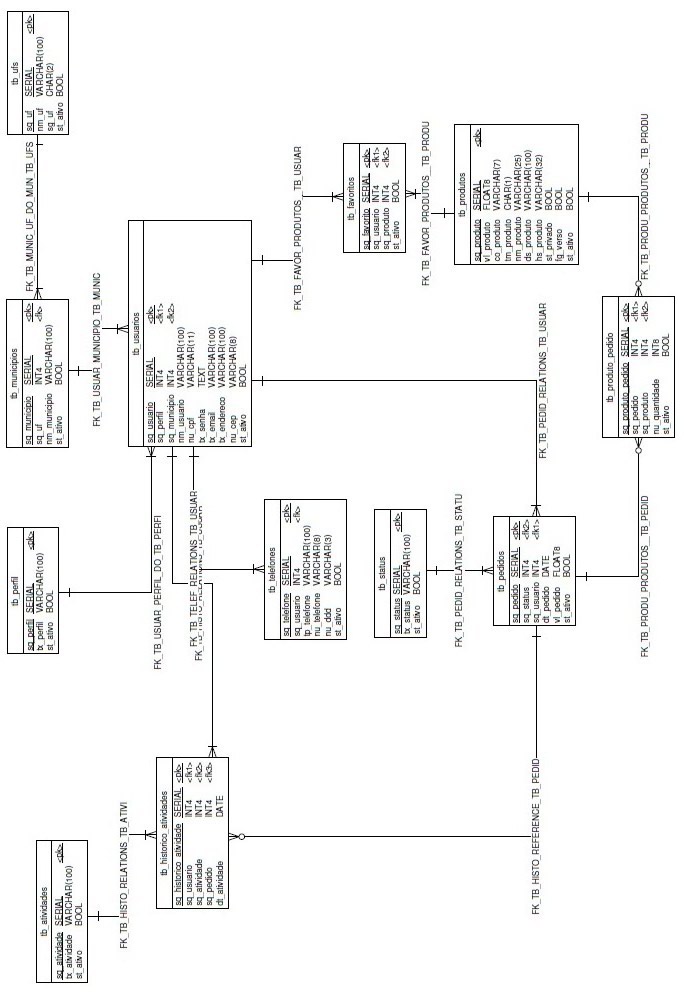 tb_atividades
sq_atividade SERIAL <pk>
tx_atividade VARCHAR(100)
st_ativo BOOL
tb_perfil
sq_perfil SERIAL <pk>
tx_perfil VARCHAR(100)
st_ativo BOOL
tb_municipios
sq_municipio SERIAL <pk>
sq_uf INT4 <fk>
nm_municipio VARCHAR(100)
st_ativo BOOL
FK_TB_MUNIC_UF_DO_MUN_TB_UFS
tb_ufs
sq_uf SERIAL <pk>
nm_uf VARCHAR(100)
sg_uf CHAR(2)
st_ativo BOOL
FK_TB_HISTO_RELATIONS_TB_ATIVI
FK_TB_USUAR_PERFIL_DO_TB_PERFI
FK_TB_USUAR_MUNICIPIO_TB_MUNIC
tb_historico_atividades
sq_historico_atividade SERIAL <pk>
sq_usuario INT4 <fk1>
sq_atividade INT4 <fk2>
sq_pedido INT4 <fk3>
dt_atividade DATE
tb_usuarios
sq_usuario SERIAL <pk>
sq_perfil INT4 <fk1>
sq_municipio INT4 <fk2>
nm_usuario VARCHAR(100)
nu_cpf VARCHAR(11)
tx_senha TEXT
tx_email VARCHAR(100)
tx_endereco VARCHAR(100)
nu_cep VARCHAR(8)
st_ativo BOOL
FK_TB_TELEF_RELATIONS_TB_USUAR
FK_TB_HISTO_RELATIONS_TB_USUAR
FK_TB_FAVOR_PRODUTOS__TB_USUAR
tb_telefones
sq_telefone SERIAL <pk>
sq_usuario INT4 <fk>
tp_telefone VARCHAR(100)
nu_telefone VARCHAR(8)
nu_ddd VARCHAR(3)
st_ativo BOOL
tb_favoritos
sq_favorito SERIAL <pk>
sq_usuario INT4 <fk1>
sq_produto INT4 <fk2>
st_ativo BOOL
tb_status
sq_status SERIAL <pk>
tx_status VARCHAR(100)
st_ativo BOOL
FK_TB_FAVOR_PRODUTOS__TB_PRODU
FK_TB_PEDID_RELATIONS_TB_STATU
tb_produtos
sq_produto SERIAL <pk>
vl_produto FLOAT8
co_produto VARCHAR(7)
tm_produto CHAR(1)
nm_produto VARCHAR(25)
ds_produto VARCHAR(100)
hs_produto VARCHAR(32)
st_privado BOOL
fg_verso BOOL
st_ativo BOOL
tb_pedidos
sq_pedido SERIAL <pk>
sq_status INT4 <fk2>
sq_usuario INT4 <fk1>
dt_pedido DATE
vl_pedido FLOAT8
st_ativo BOOL
FK_TB_HISTO_REFERENCE_TB_PEDID
FK_TB_PEDID_RELATIONS_TB_USUAR
tb_produto_pedido
sq_produto_pedido SERIAL <pk>
sq_pedido INT4 <fk1>
sq_produto INT4 <fk2>
nu_quantidade INT8
st_ativo BOOL
FK_TB_PRODU_PRODUTOS__TB_PEDID
FK_TB_PRODU_PRODUTOS__TB_PRODU